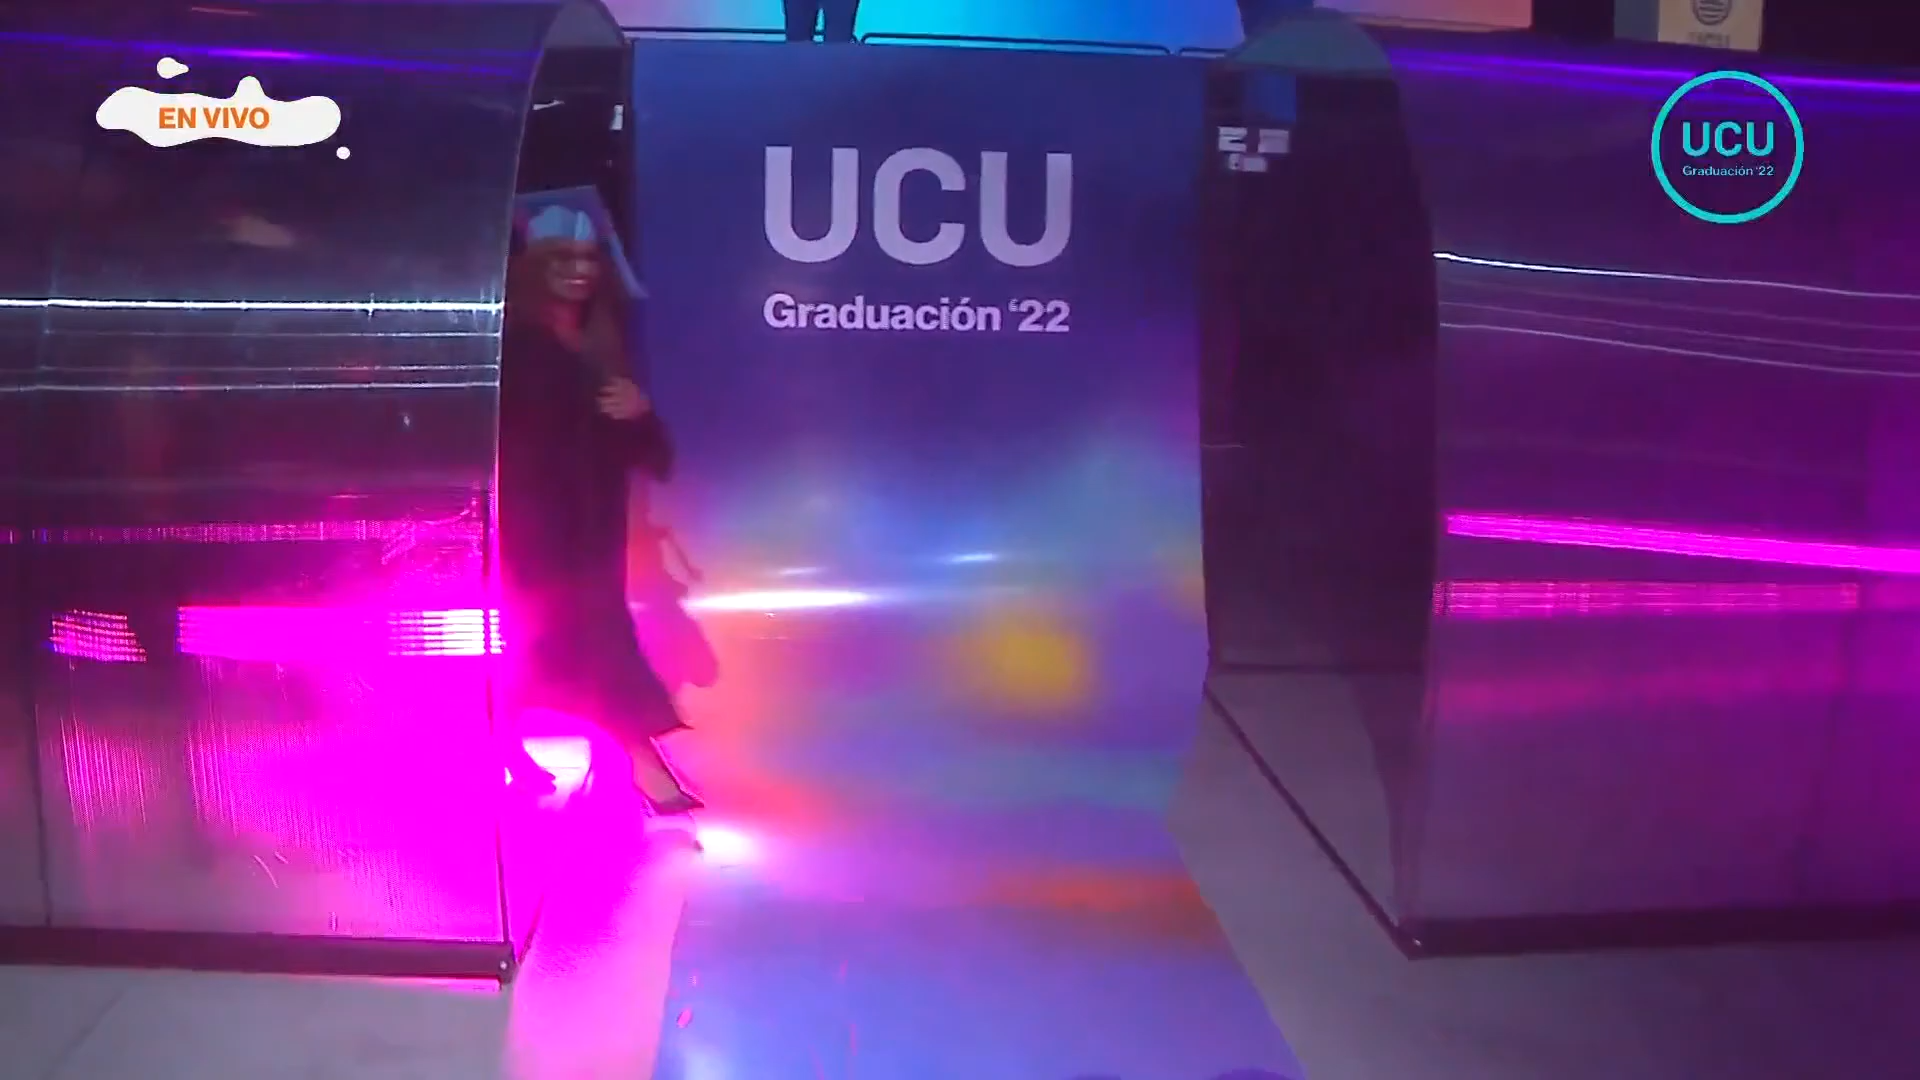 EN VIVO
UCU
Graduación ‘22
UCU
Graduación ‘22